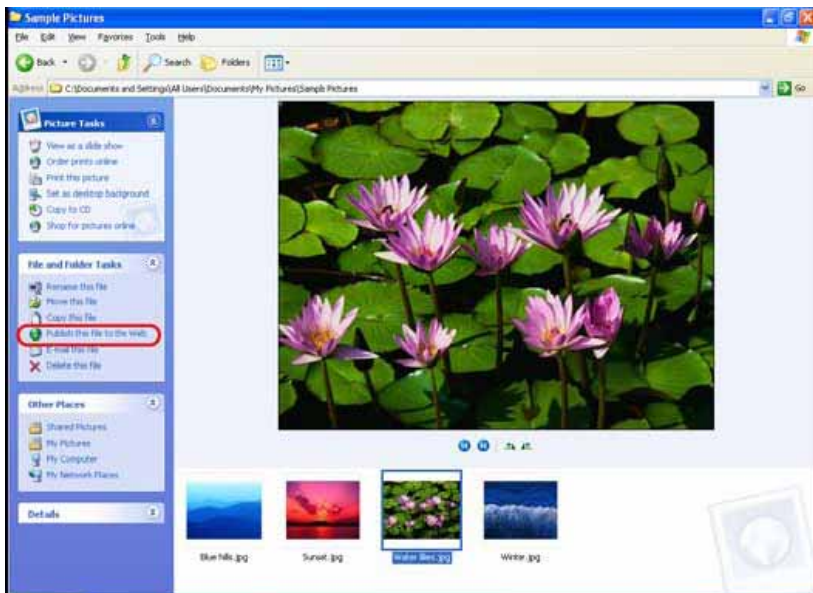 Sample Pictures
File Edit View Favorites Tools Help
Back Search Folders
Address C:\Documents and Settings\All Users\Documents\My Pictures\Sample Pictures Go
Picture Tasks
View as a slide show
Order prints online
Print this picture
Set as desktop background
Copy to CD
Shop for pictures online
File and Folder Tasks
Rename this file
Move this file
Copy this file
Publish this file to the Web
E-mail this file
Delete this file
Other Places
Shared Pictures
My Pictures
My Computer
My Network Places
Details
Blue hills.jpg Sunset.jpg Water lilies.jpg Winter.jpg